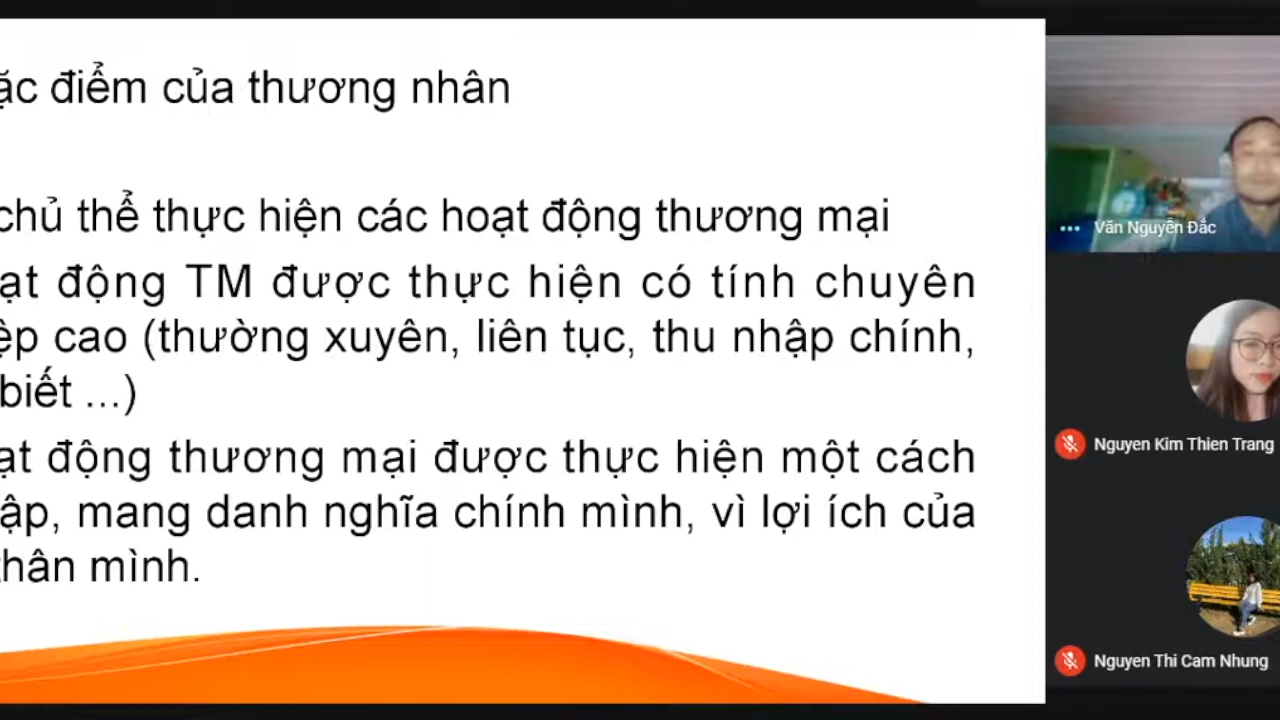 ặc điểm của thương nhân
chủ thể thực hiện các hoạt động thương mại
ạt động TM được thực hiện có tính chuyên
ệp cao (thường xuyên, liên tục, thu nhập chính,
biết ...)
ạt động thương mại được thực hiện một cách
ập, mang danh nghĩa chính mình, vì lợi ích của
thân mình.
Văn Nguyễn Đắc
Nguyen Kim Thien Trang
Nguyen Thi Cam Nhung